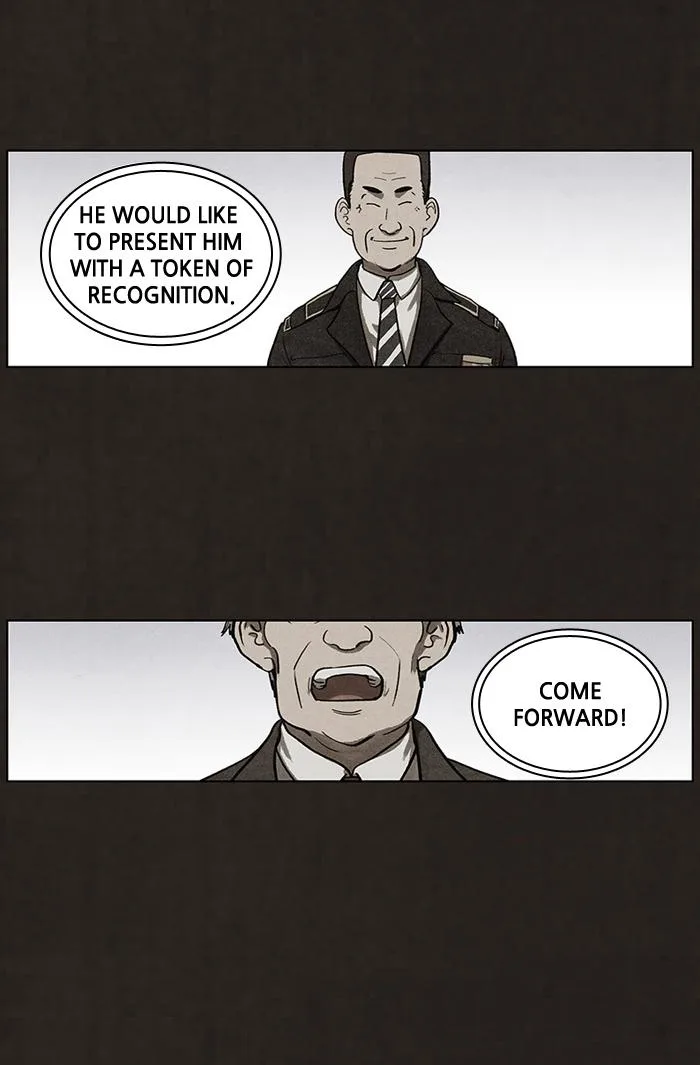 HE WOULD LIKE
TO PRESENT HIM
WITH A TOKEN OF
RECOGNITION.
COME
FORWARD!